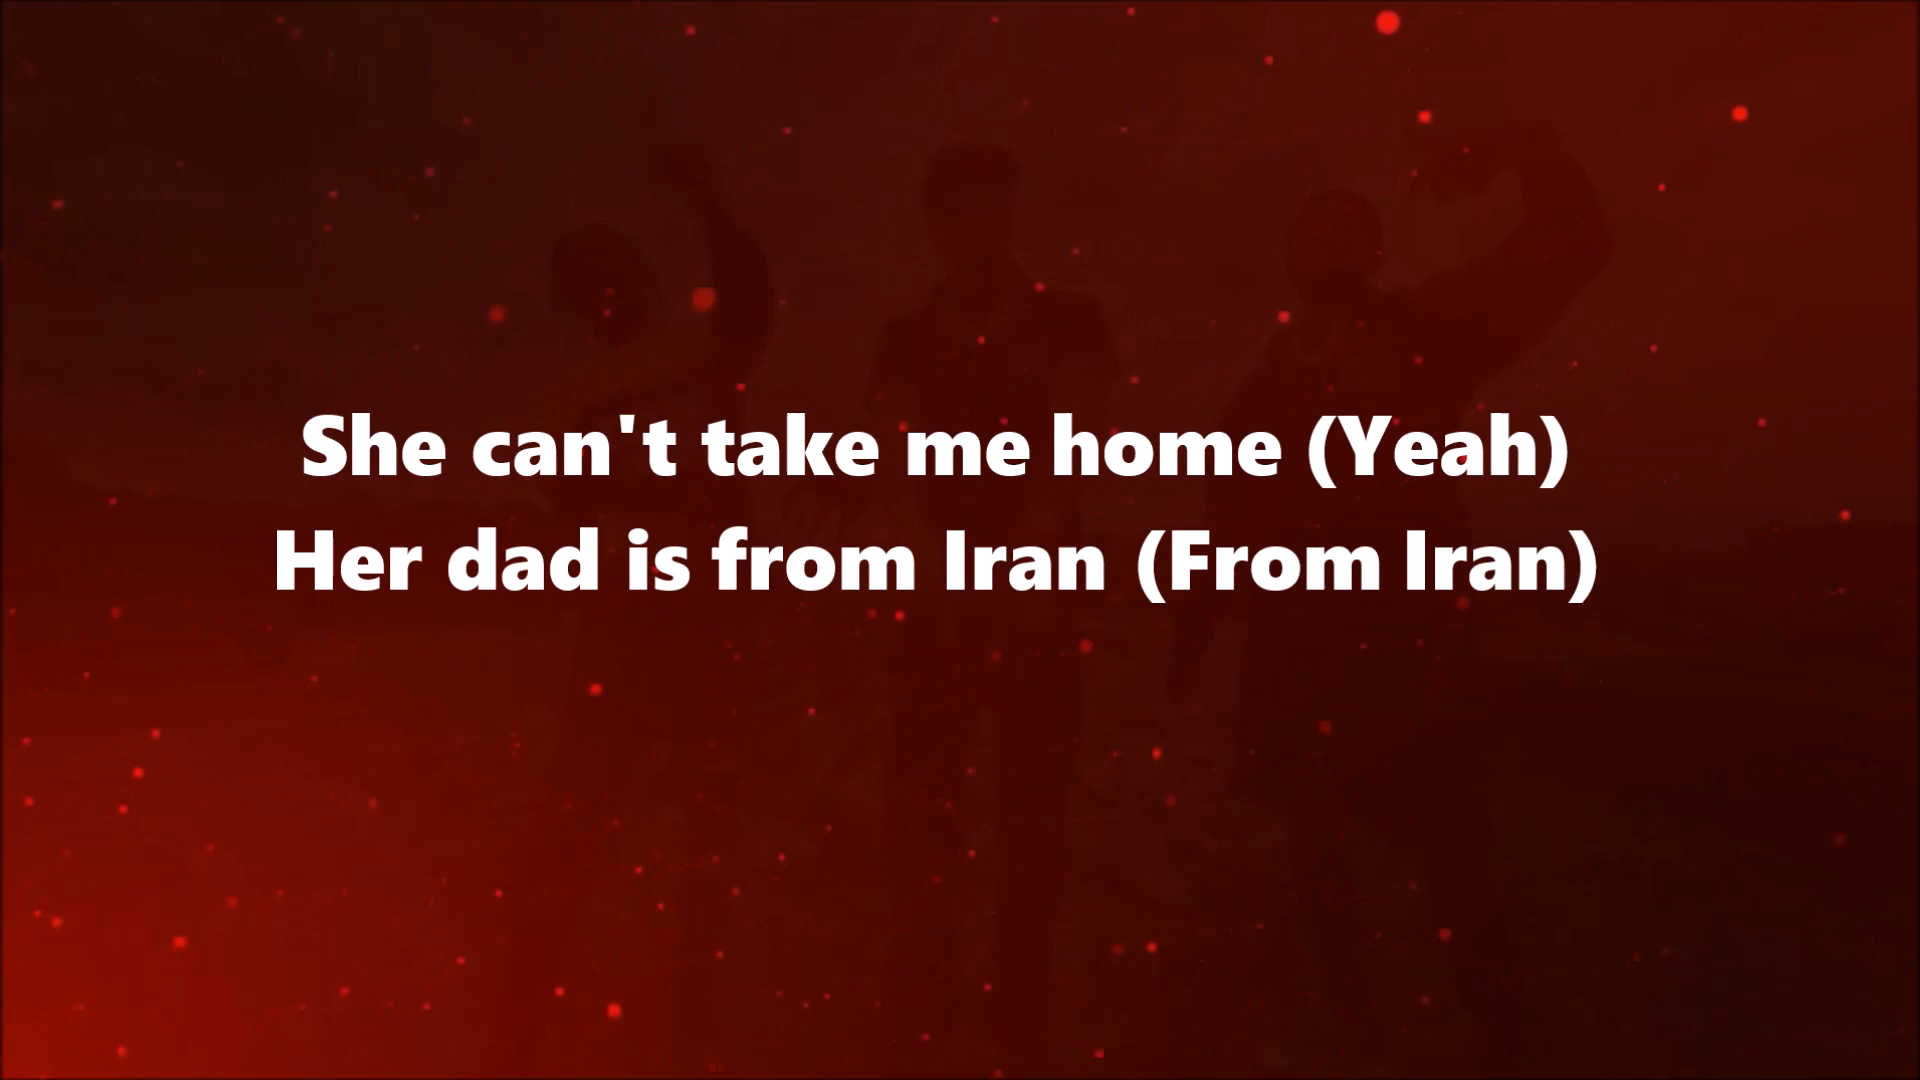 She can't take me home (Yeah)
Her dad is from Iran (From Iran)